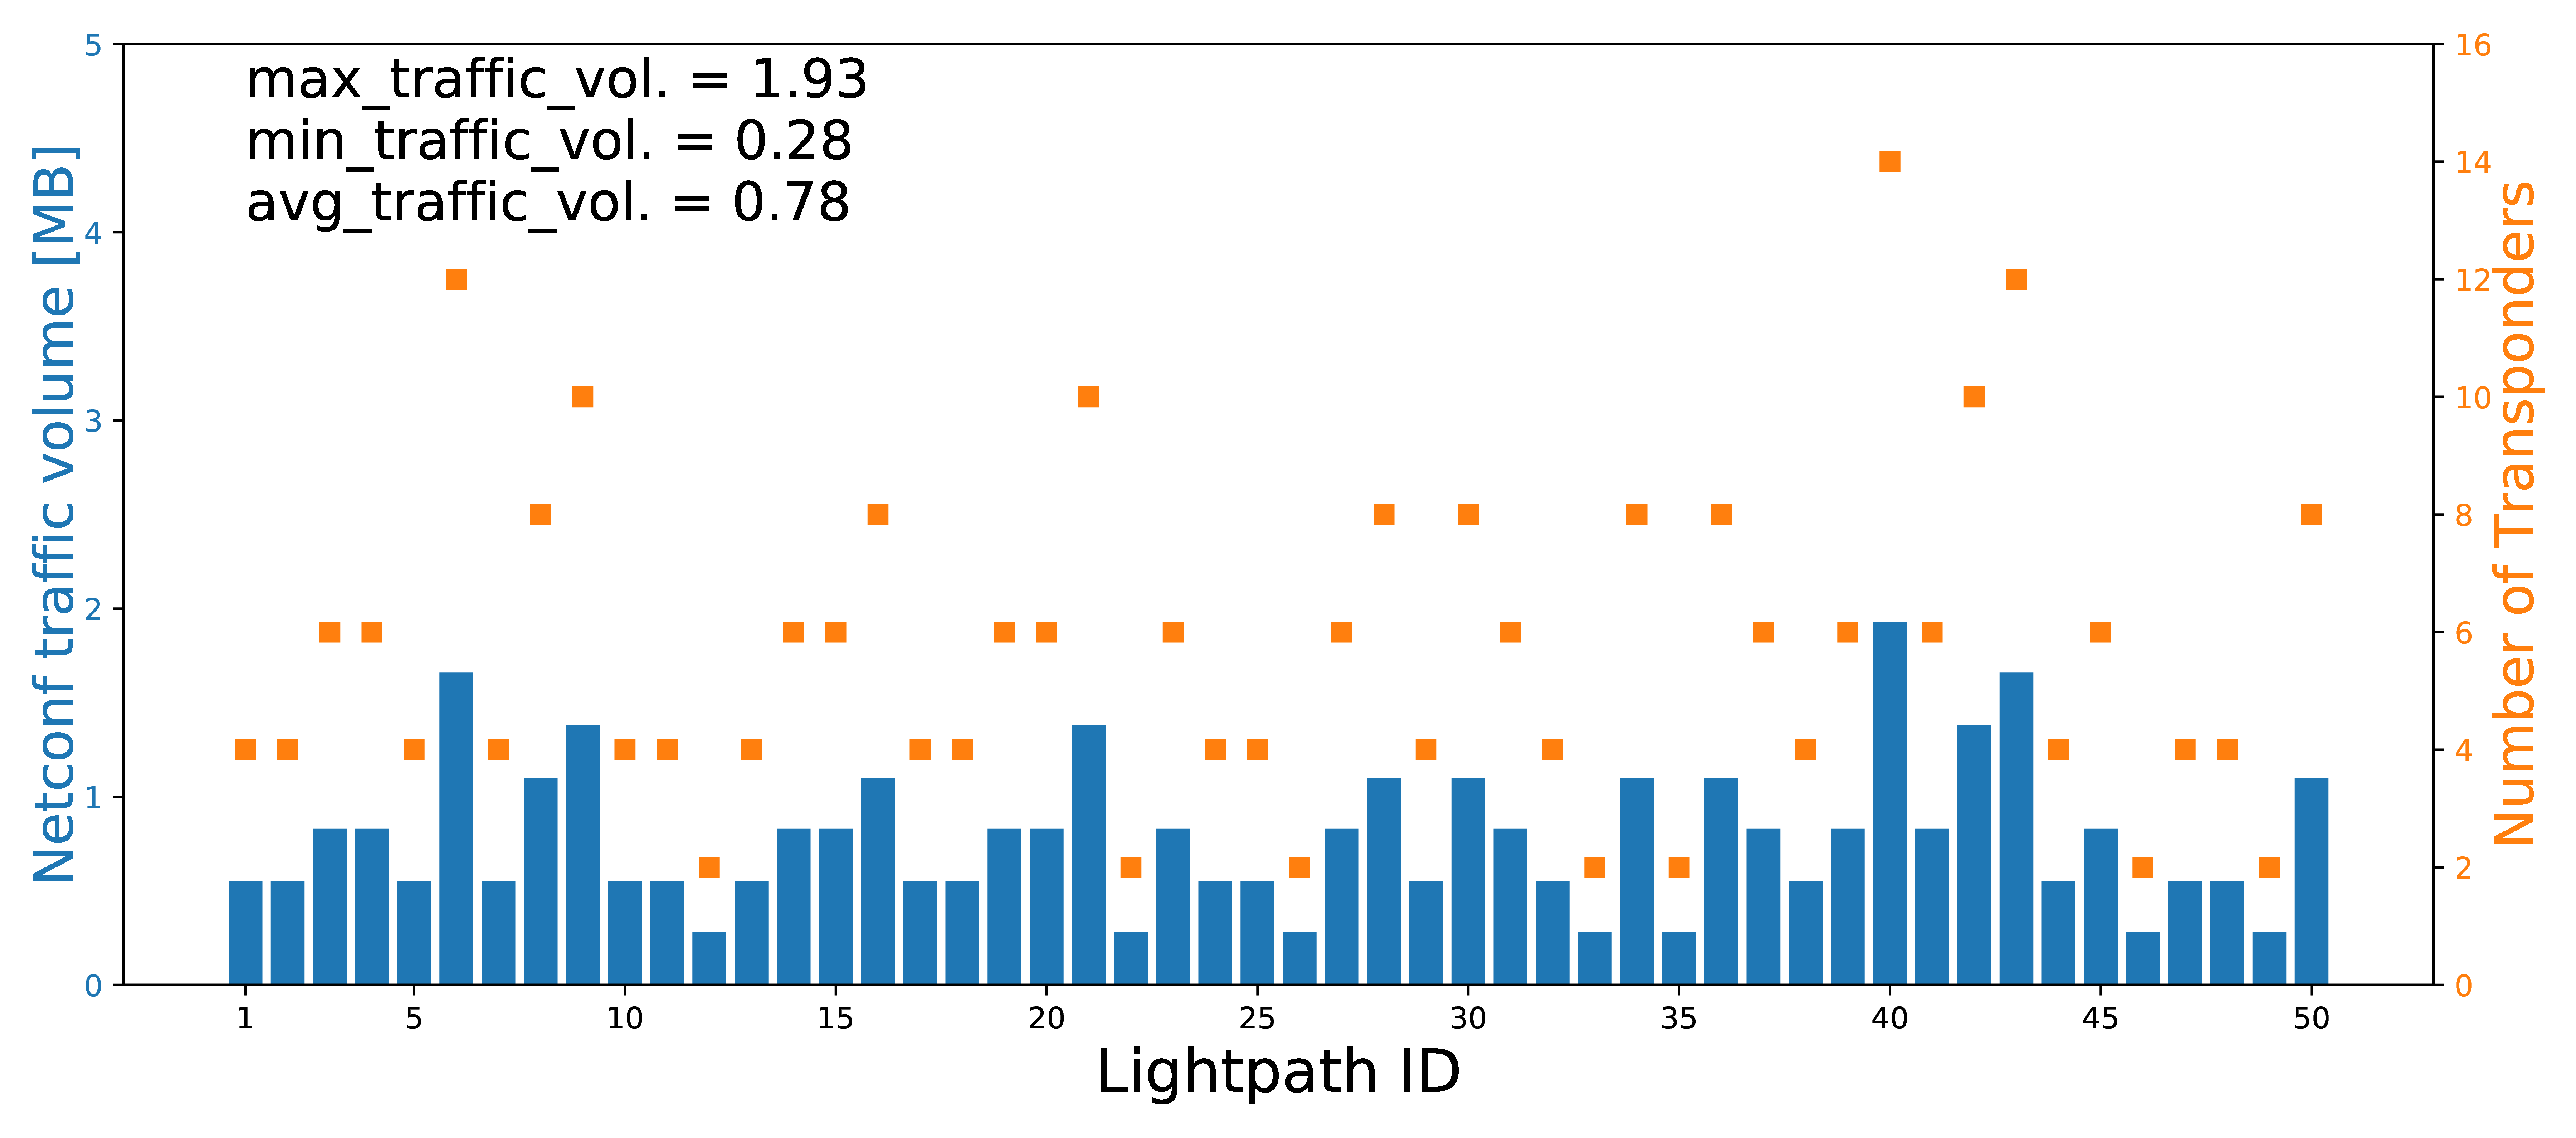 max_traffic_vol. = 1.93
min_traffic_vol. = 0.28
avg_traffic_vol. = 0.78
Netconf traffic volume [MB]
5
4
3
2
1
0
16
14
12
10
8
6
4
2
0
Number of Transponders
1 5 10 15 20 25 30 35 40 45 50
Lightpath ID